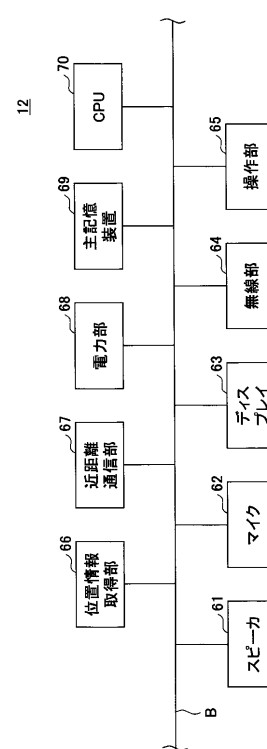 12
66
位置情報
取得部
67
近距離
通信部
68
電力部
69
主記憶
装置
70
CPU
B
61
スピーカ
62
マイク
63
ディス
プレイ
64
無線部
65
操作部